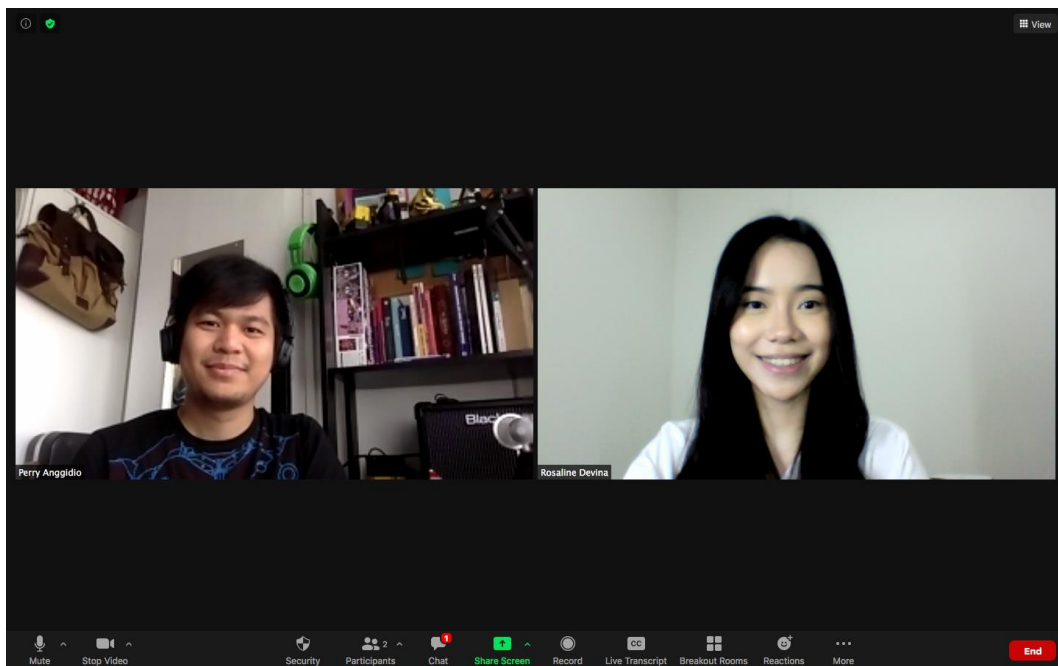 View
Black
Perry Anggidio
Rosaline Devina
Mute
Stop Video
Security
Participants
2
Chat
1
Share Screen
Record
CC
Live Transcript
Breakout Rooms
Reactions
More
End